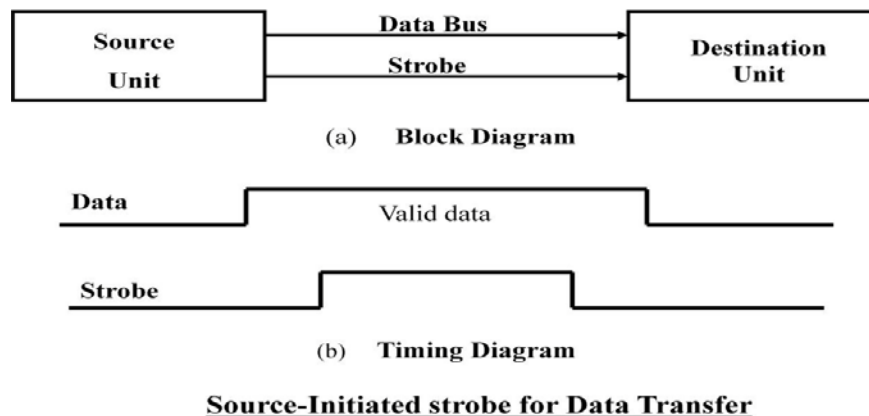 Source
Unit
Data Bus
Strobe
Destination
Unit
(a) Block Diagram
Data
Valid data
Strobe
(b) Timing Diagram
Source-Initiated strobe for Data Transfer